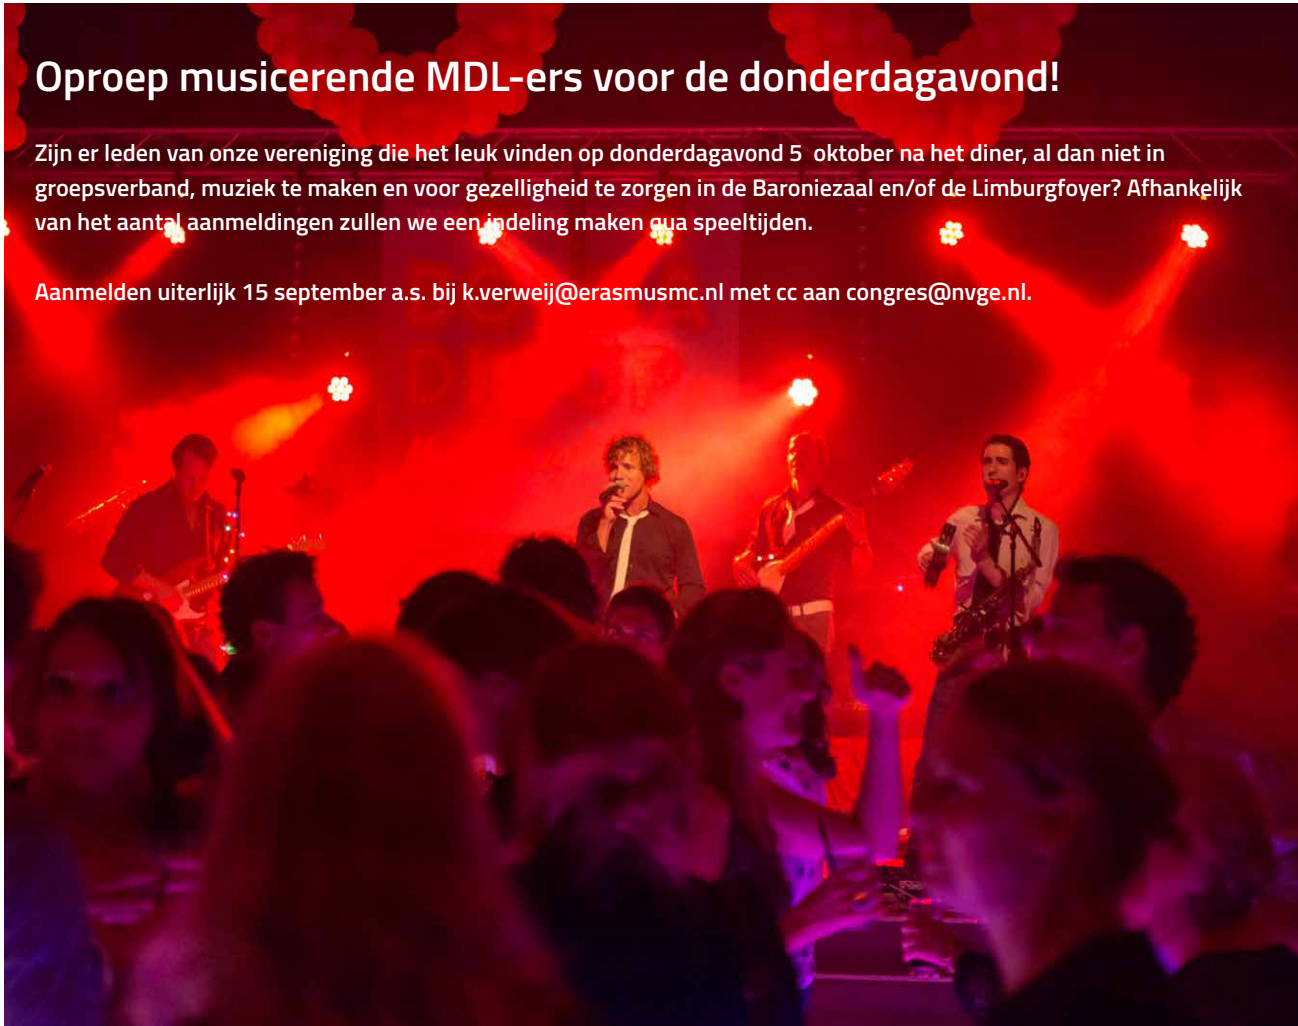 Oproep musicerende MDL-ers voor de donderdagavond!
Zijn er leden van onze vereniging die het leuk vinden op donderdagavond 5 oktober na het diner, al dan niet in
groepsverband, muziek te maken en voor gezelligheid te zorgen in de Baroniezaal en/of de Limburgfoyer? Afhankelijk
van het aantal aanmeldingen zullen we een indeling maken qua speeltijden.
Aanmelden uiterlijk 15 september a.s. bij k.verweij@erasmusmc.nl met cc aan congres@nvge.nl.